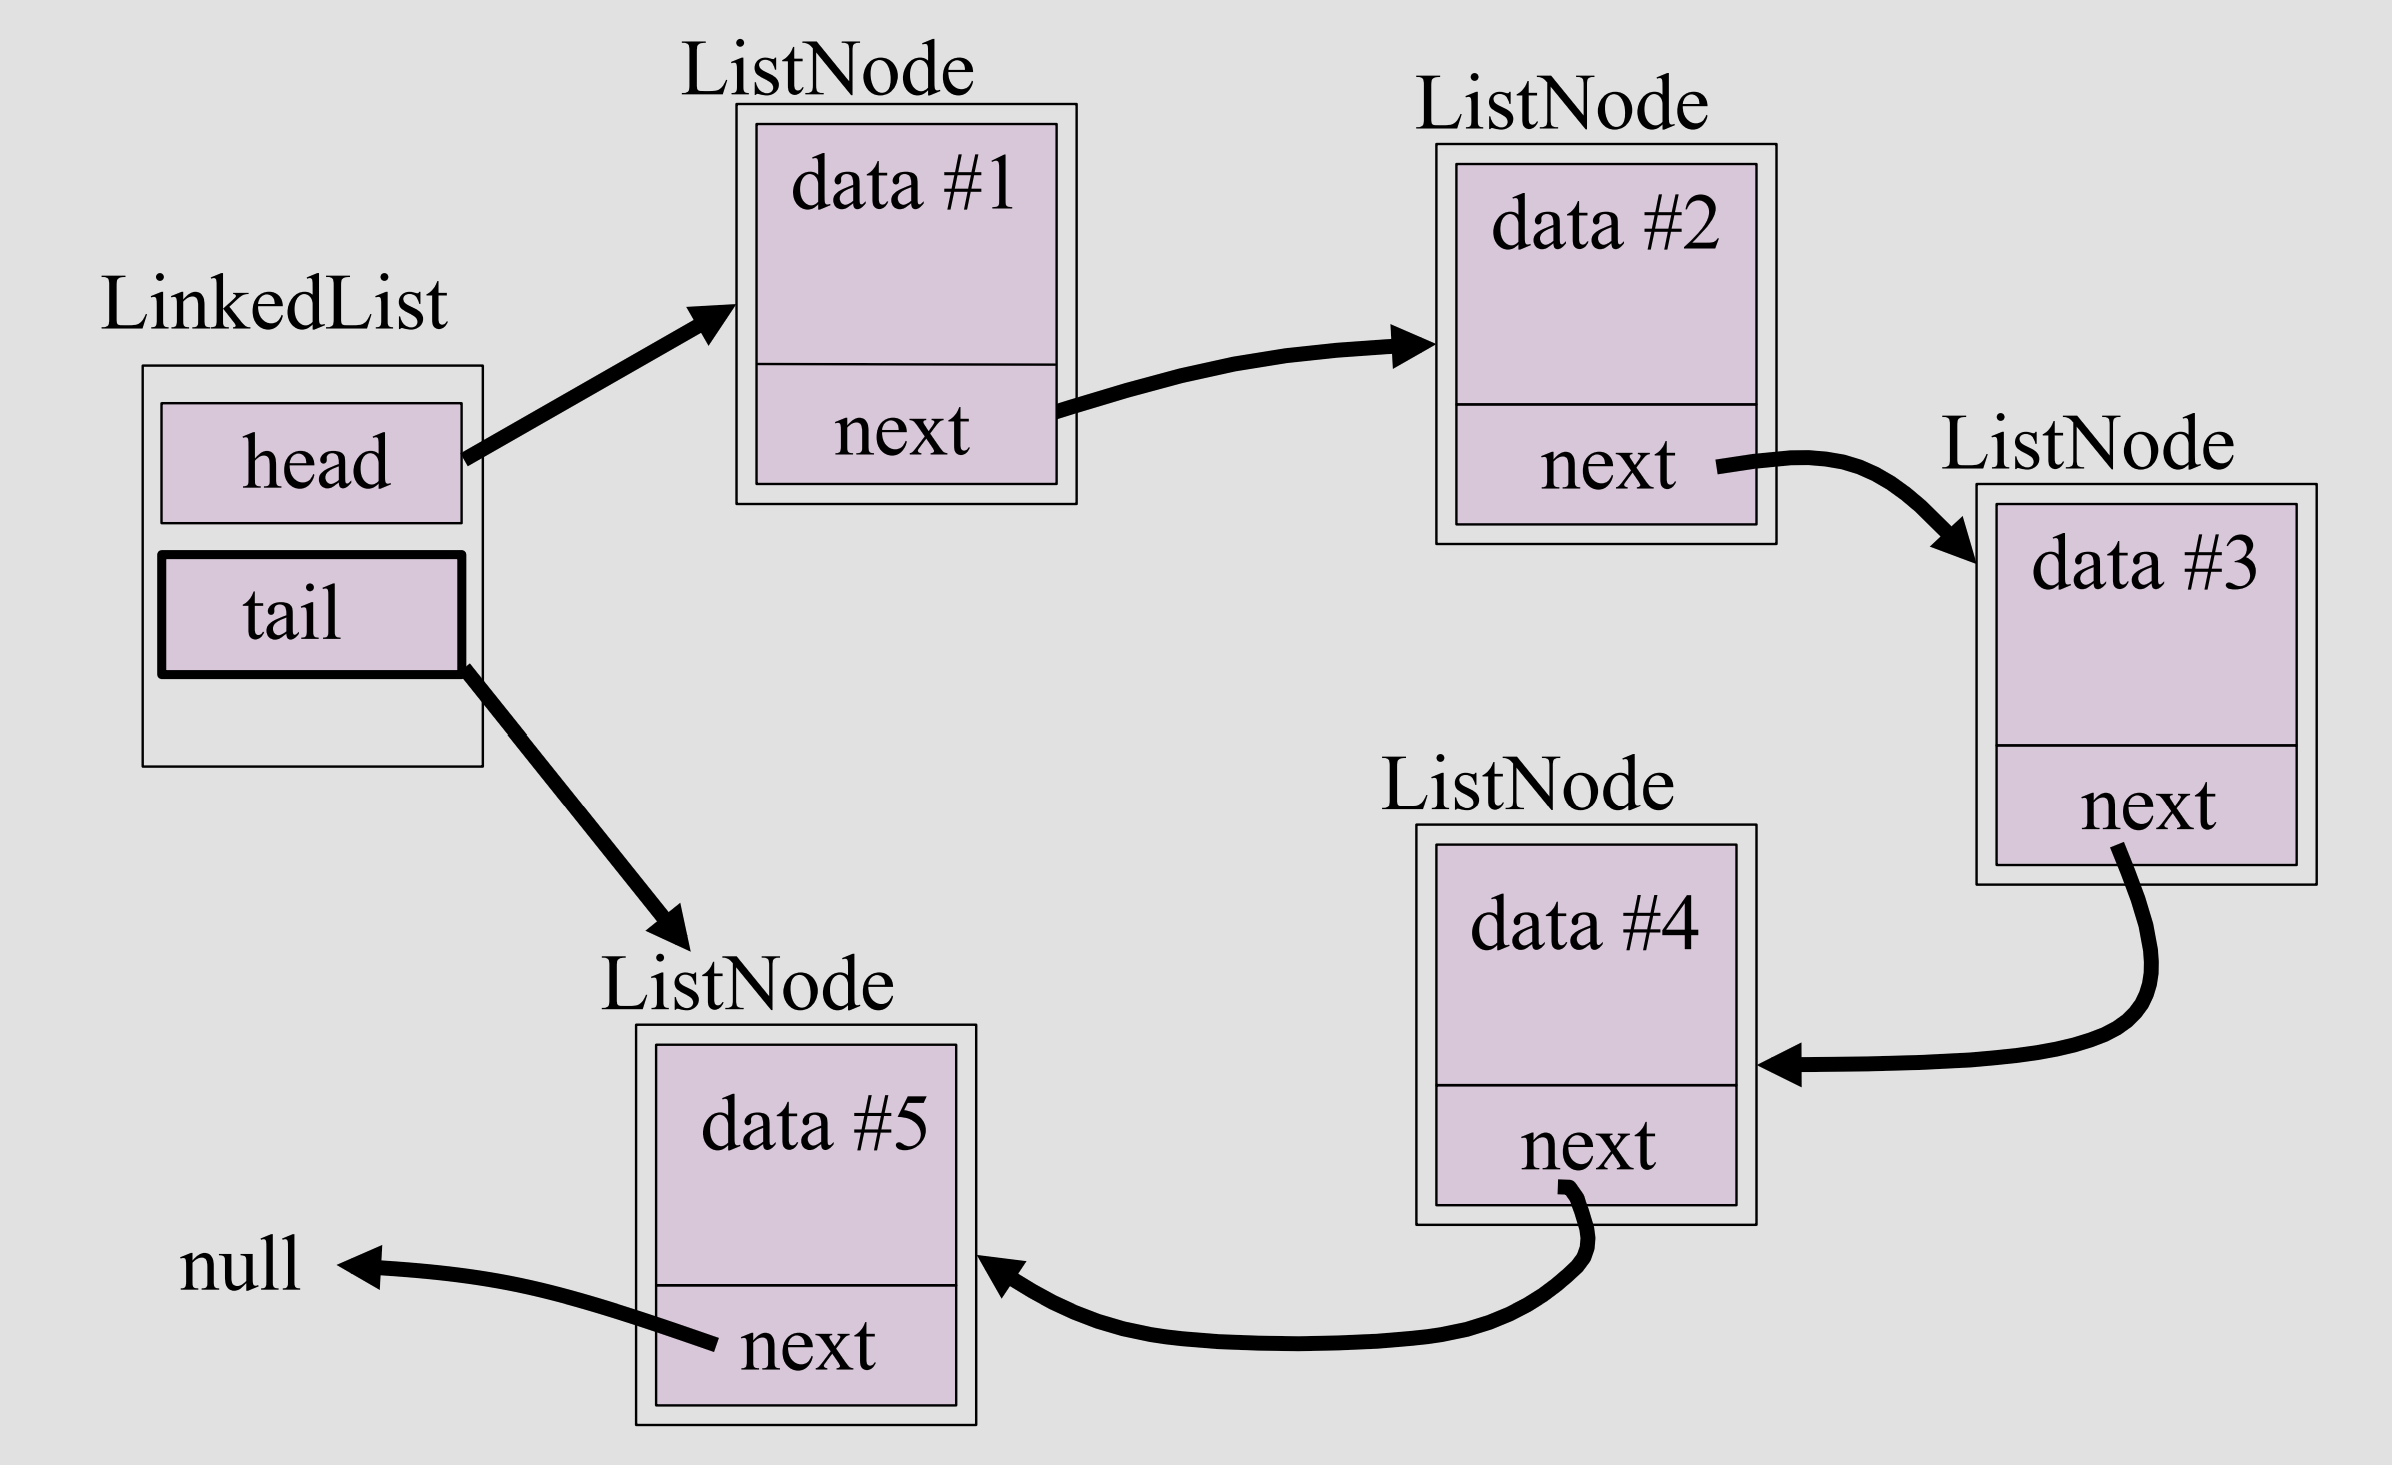 LinkedList
head
tail
ListNode
data #1
next
ListNode
data #2
next
ListNode
data #3
next
ListNode
data #4
next
ListNode
data #5
next
null